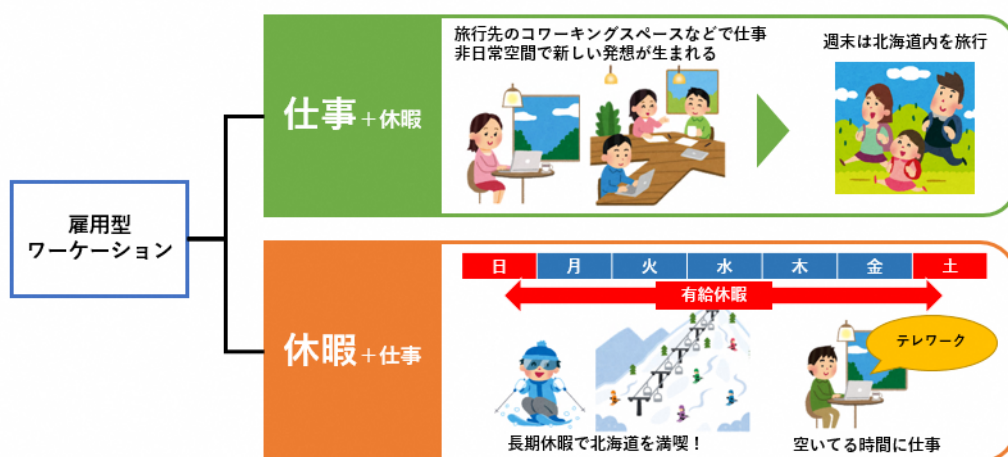 雇用型
ワーケーション
仕事+休暇
旅行先のコワーキングスペースなどで仕事
非日常空間で新しい発想が生まれる
週末は北海道内を旅行
休暇+仕事
日 月 火 水 木 金 土
有給休暇
テレワーク
長期休暇で北海道を満喫！
空いてる時間に仕事